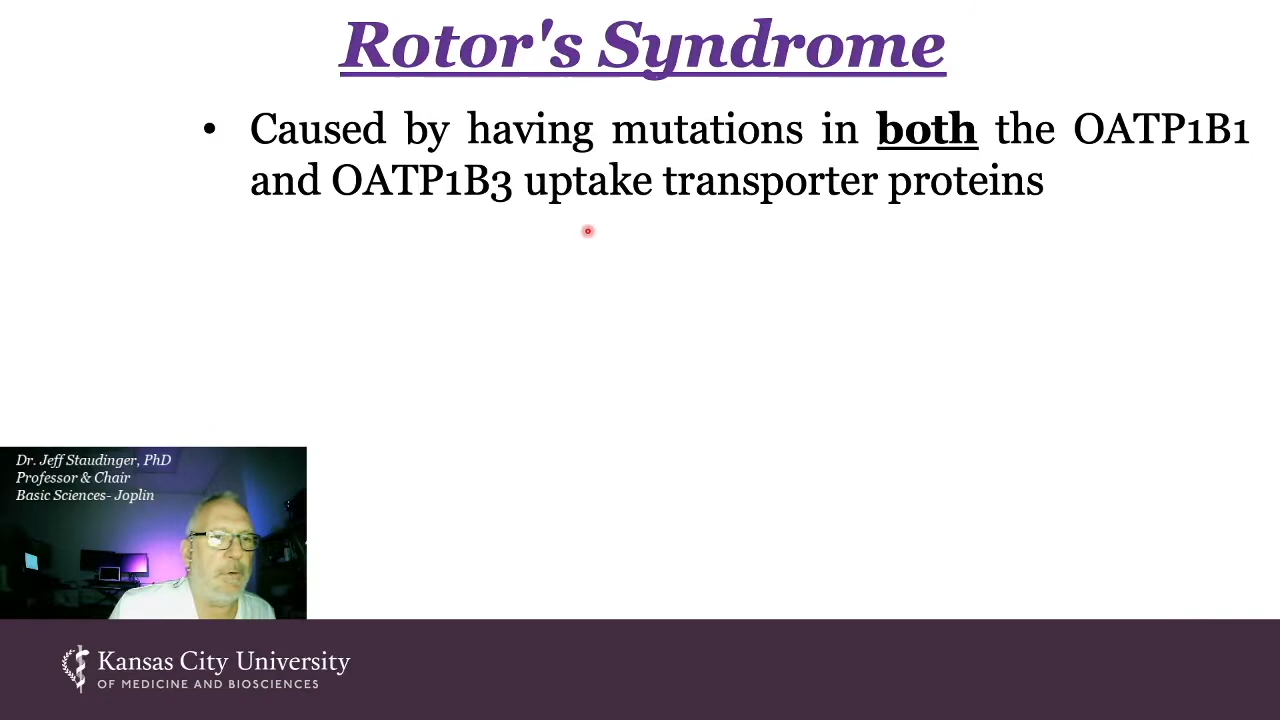 Rotor's Syndrome
• Caused by having mutations in both the OATP1B1
and OATP1B3 uptake transporter proteins
Dr. Jeff Staudinger, PhD
Professor & Chair
Basic Sciences- Joplin
Kansas City University
OF MEDICINE AND BIOSCIENCES